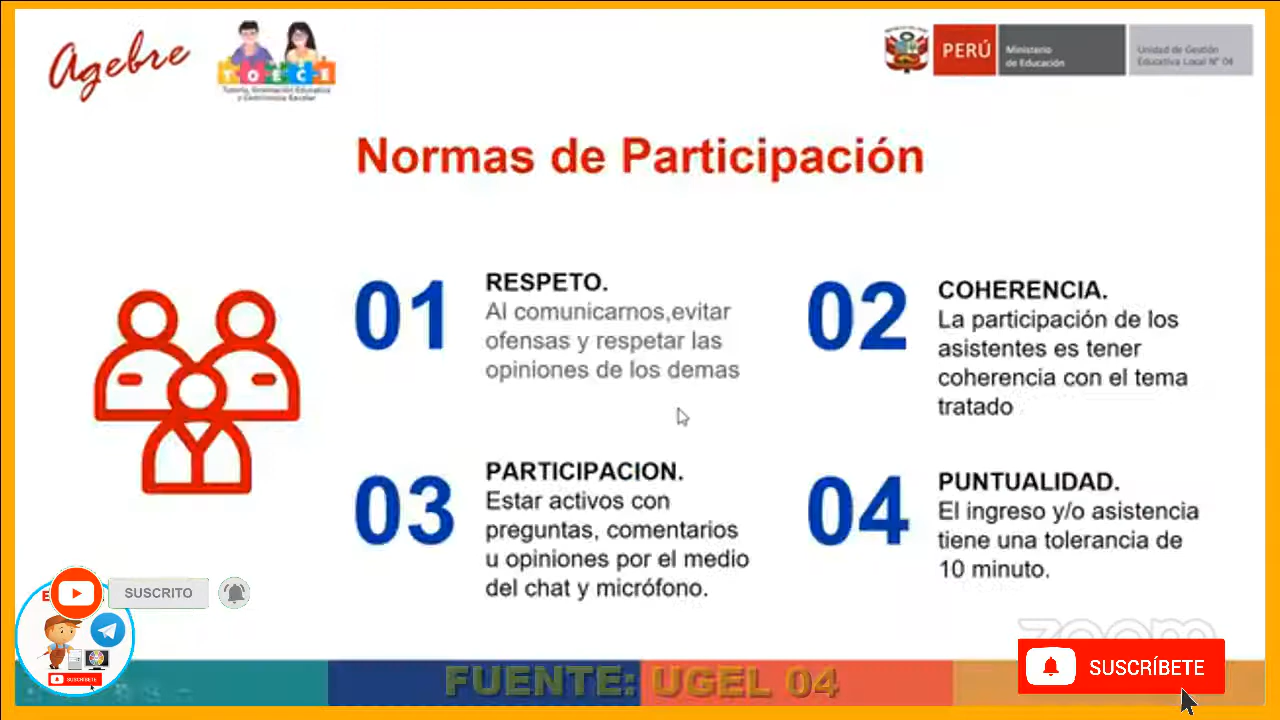 Agebre
TOECE
Tutoría, Orientación Educativa
y Convivencia Escolar
PERÚ
Ministerio
de Educación
Unidad de Gestión
Educativa Local N° 04
Normas de Participación
01
RESPETO.
Al comunicarnos,evitar
ofensas y respetar las
opiniones de los demas
02
COHERENCIA.
La participación de los
asistentes es tener
coherencia con el tema
tratado
03
PARTICIPACION.
Estar activos con
preguntas, comentarios
u opiniones por el medio
del chat y micrófono.
04
PUNTUALIDAD.
El ingreso y/o asistencia
tiene una tolerancia de
10 minuto.
SUSCRITO
SUSCRÍBETE
zoom
SUSCRÍBETE
FUENTE: UGEL 04